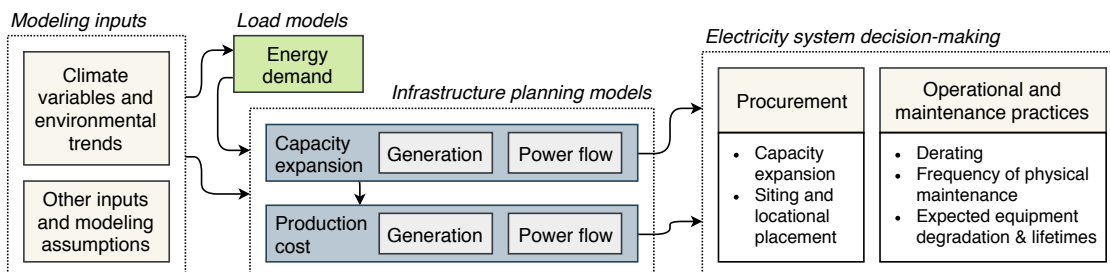 Modeling inputs
Climate
variables and
environmental
trends
Other inputs
and modeling
assumptions
Load models
Energy
demand
Infrastructure planning models
Capacity
expansion
Generation
Power flow
Production
cost
Generation
Power flow
Electricity system decision-making
Procurement
• Capacity
expansion
• Siting and
locational
placement
Operational and
maintenance practices
• Derating
• Frequency of physical
maintenance
• Expected equipment
degradation & lifetimes